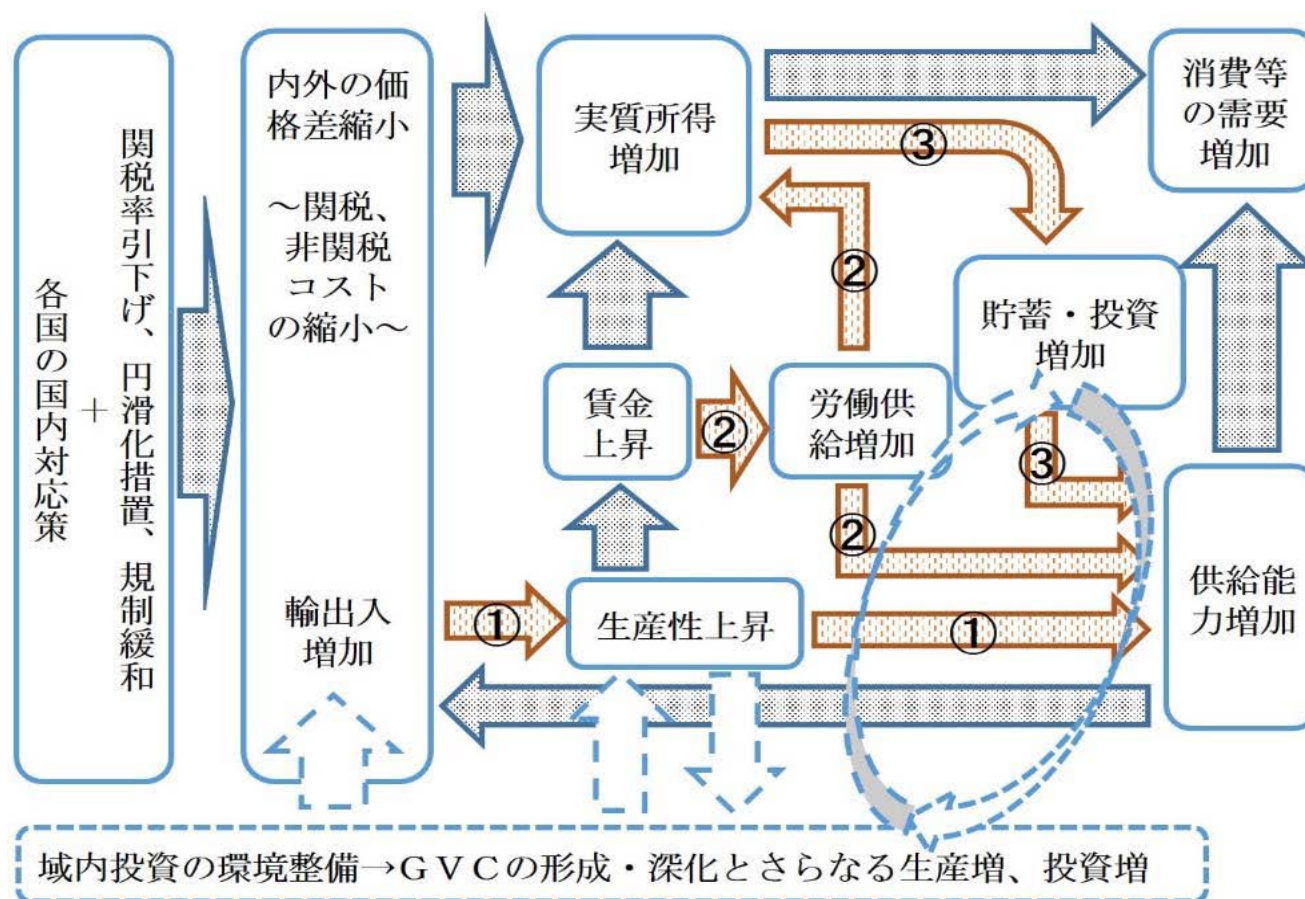 関税率引下げ、円滑化措置、規制緩和
＋
各国の国内対応策
内外の価
格差縮小
～関税、
非関税
コスト
の縮小～
輸出入
増加
実質所得
増加
消費等
の需要
増加
③
②
貯蓄・投資
増加
賃金
上昇
②
労働供
給増加
③
②
①
生産性上昇
①
供給能
力増加
域内投資の環境整備→ＧＶＣの形成・深化とさらなる生産増、投資増